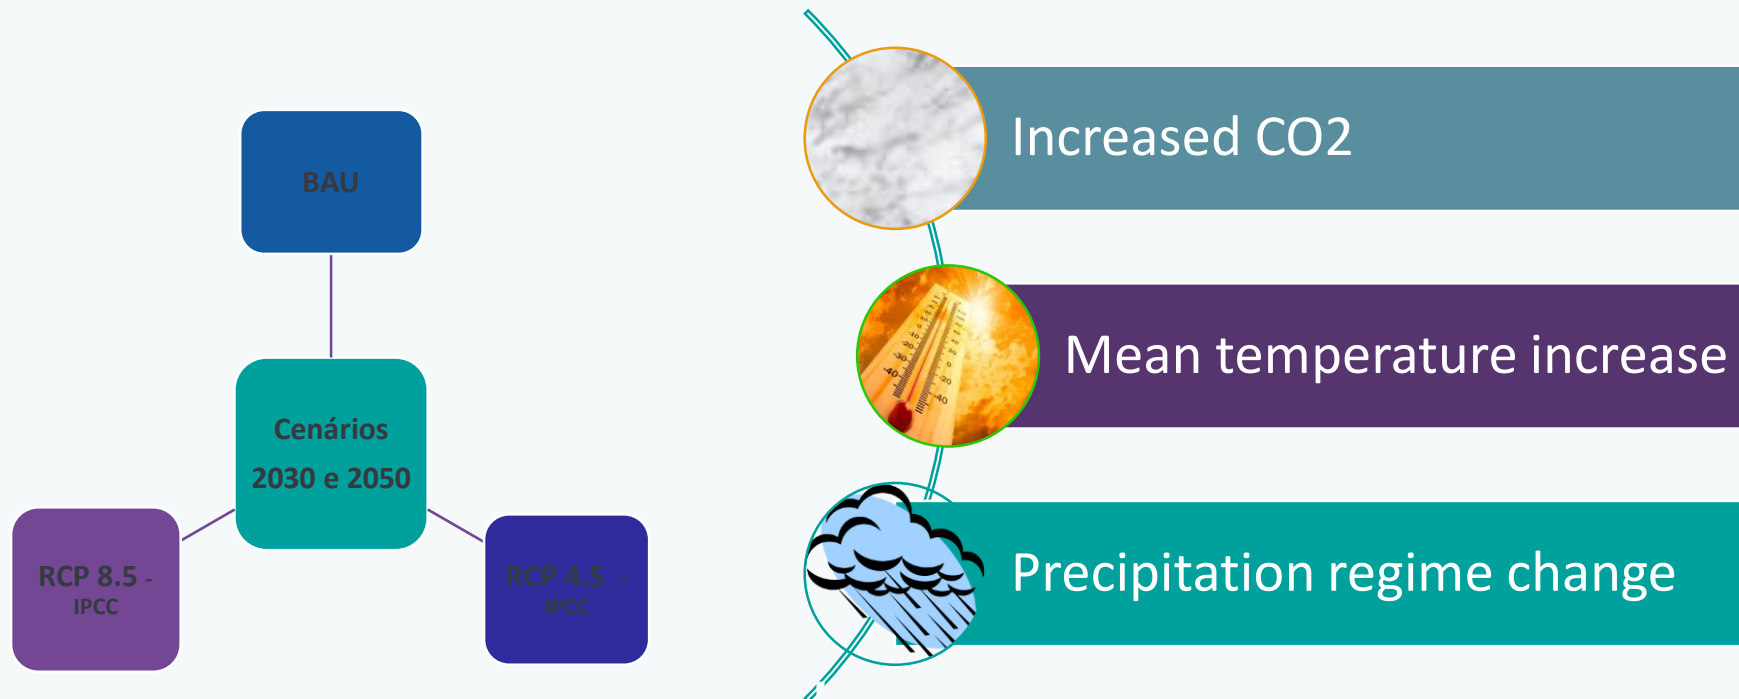 BAU
Cenários
2030 e 2050
RCP 8.5 -
IPCC
RCP 4.5 -
IPCC
Increased CO2
Mean temperature increase
Precipitation regime change